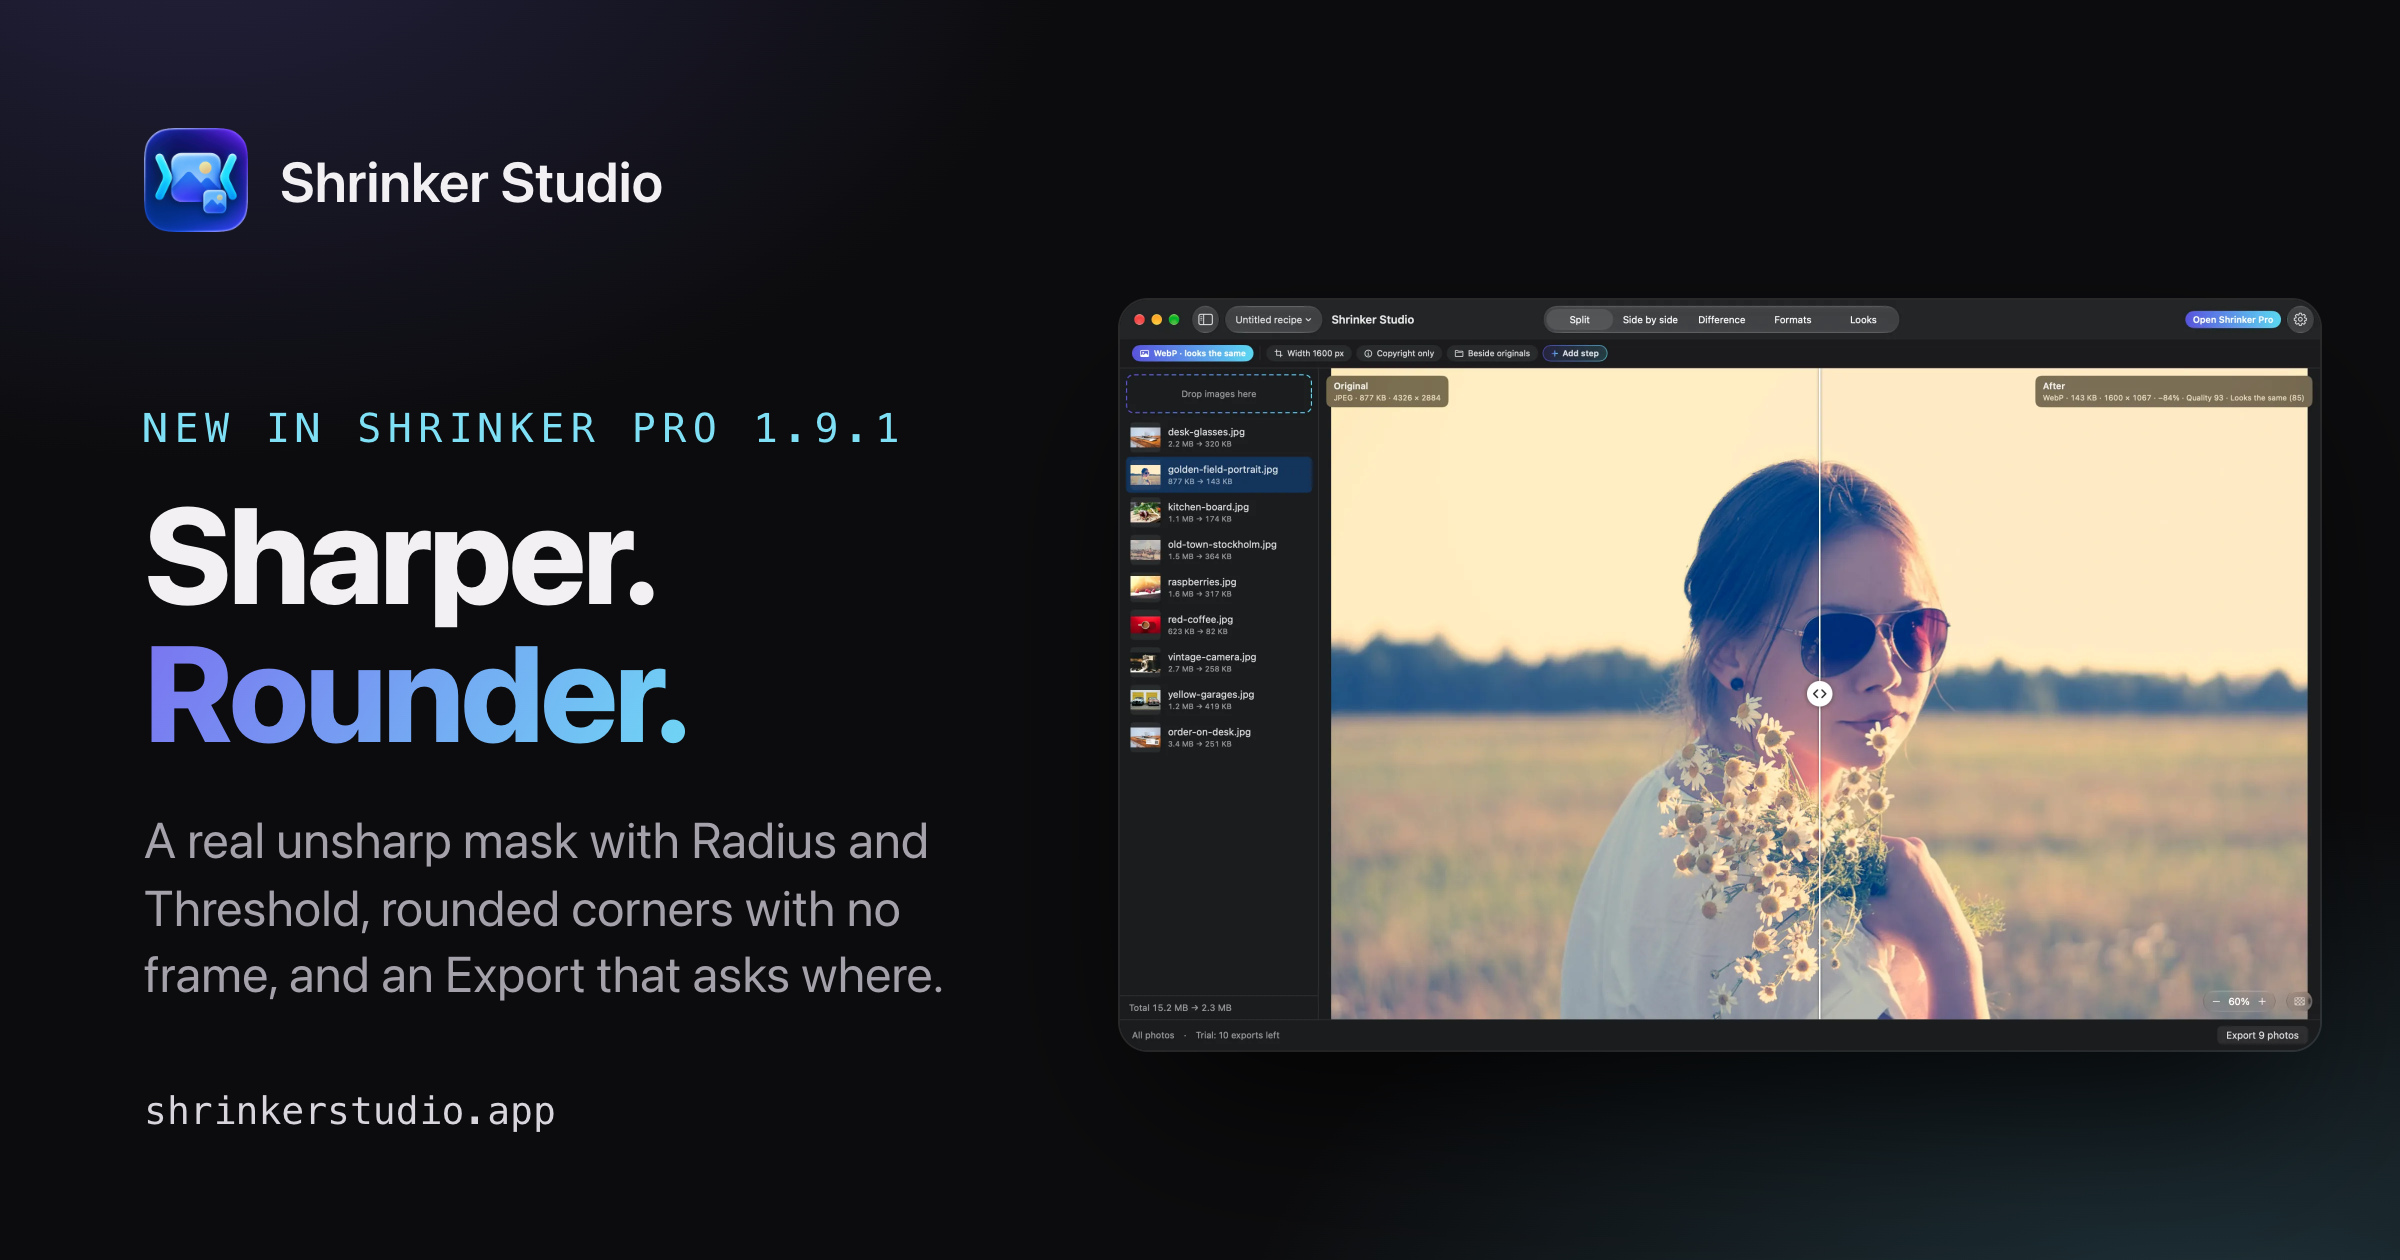 Shrinker Studio
NEW IN SHRINKER PRO 1.9.1
Sharper.
Rounder.
A real unsharp mask with Radius and
Threshold, rounded corners with no
frame, and an Export that asks where.
shrinkerstudio.app
Untitled recipe
Shrinker Studio
Split
Side by side
Difference
Formats
Looks
Open Shrinker Pro
WebP · looks the same
Width 1600 px
Copyright only
Beside originals
+ Add step
Drop images here
desk-glasses.jpg
2.2 MB → 320 KB
golden-field-portrait.jpg
877 KB → 143 KB
kitchen-board.jpg
1.1 MB → 174 KB
old-town-stockholm.jpg
1.5 MB → 364 KB
raspberries.jpg
1.6 MB → 317 KB
red-coffee.jpg
623 KB → 82 KB
vintage-camera.jpg
2.7 MB → 258 KB
yellow-garages.jpg
1.2 MB → 419 KB
order-on-desk.jpg
3.4 MB → 251 KB
Total 15.2 MB → 2.3 MB
Original
JPEG · 877 KB · 4326 × 2884
After
WebP · 143 KB · 1600 × 1067 · −84% · Quality 93 · Looks the same (85)
− 60% +
All photos · Trial: 10 exports left
Export 9 photos